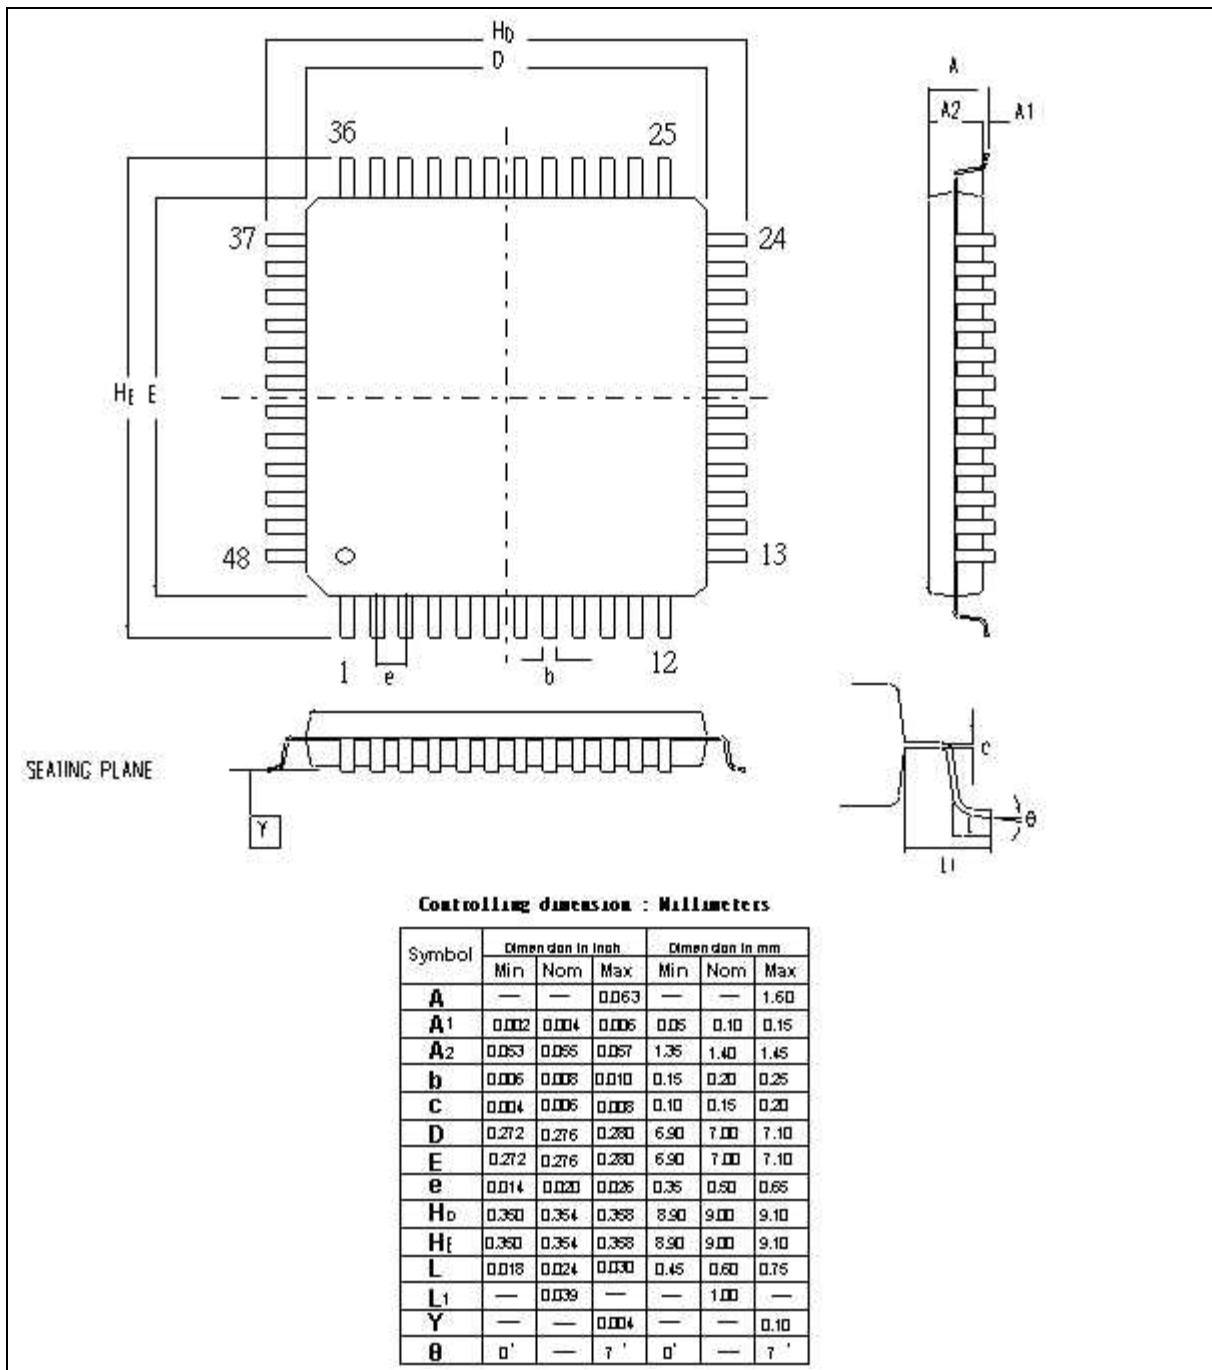 HD
D
A
A2 A1
36 25
37 24
HE E
48 13
1 e b 12
c
SEATING PLANE
Y
L θ
L1
Controlling dimension : Millimeters
Symbol Dimension in inch Dimension in mm
Min Nom Max Min Nom Max
A — — 0.063 — — 1.60
A1 0.002 0.004 0.006 0.05 0.10 0.15
A2 0.053 0.055 0.057 1.35 1.40 1.45
b 0.006 0.008 0.010 0.15 0.20 0.25
c 0.004 0.006 0.008 0.10 0.15 0.20
D 0.272 0.276 0.280 6.90 7.00 7.10
E 0.272 0.276 0.280 6.90 7.00 7.10
e 0.014 0.020 0.026 0.35 0.50 0.65
HD 0.350 0.354 0.358 8.90 9.00 9.10
HE 0.350 0.354 0.358 8.90 9.00 9.10
L 0.018 0.024 0.030 0.45 0.60 0.75
L1 — 0.039 — — 1.00 —
Y — — 0.004 — — 0.10
θ 0° — 7° 0° — 7°